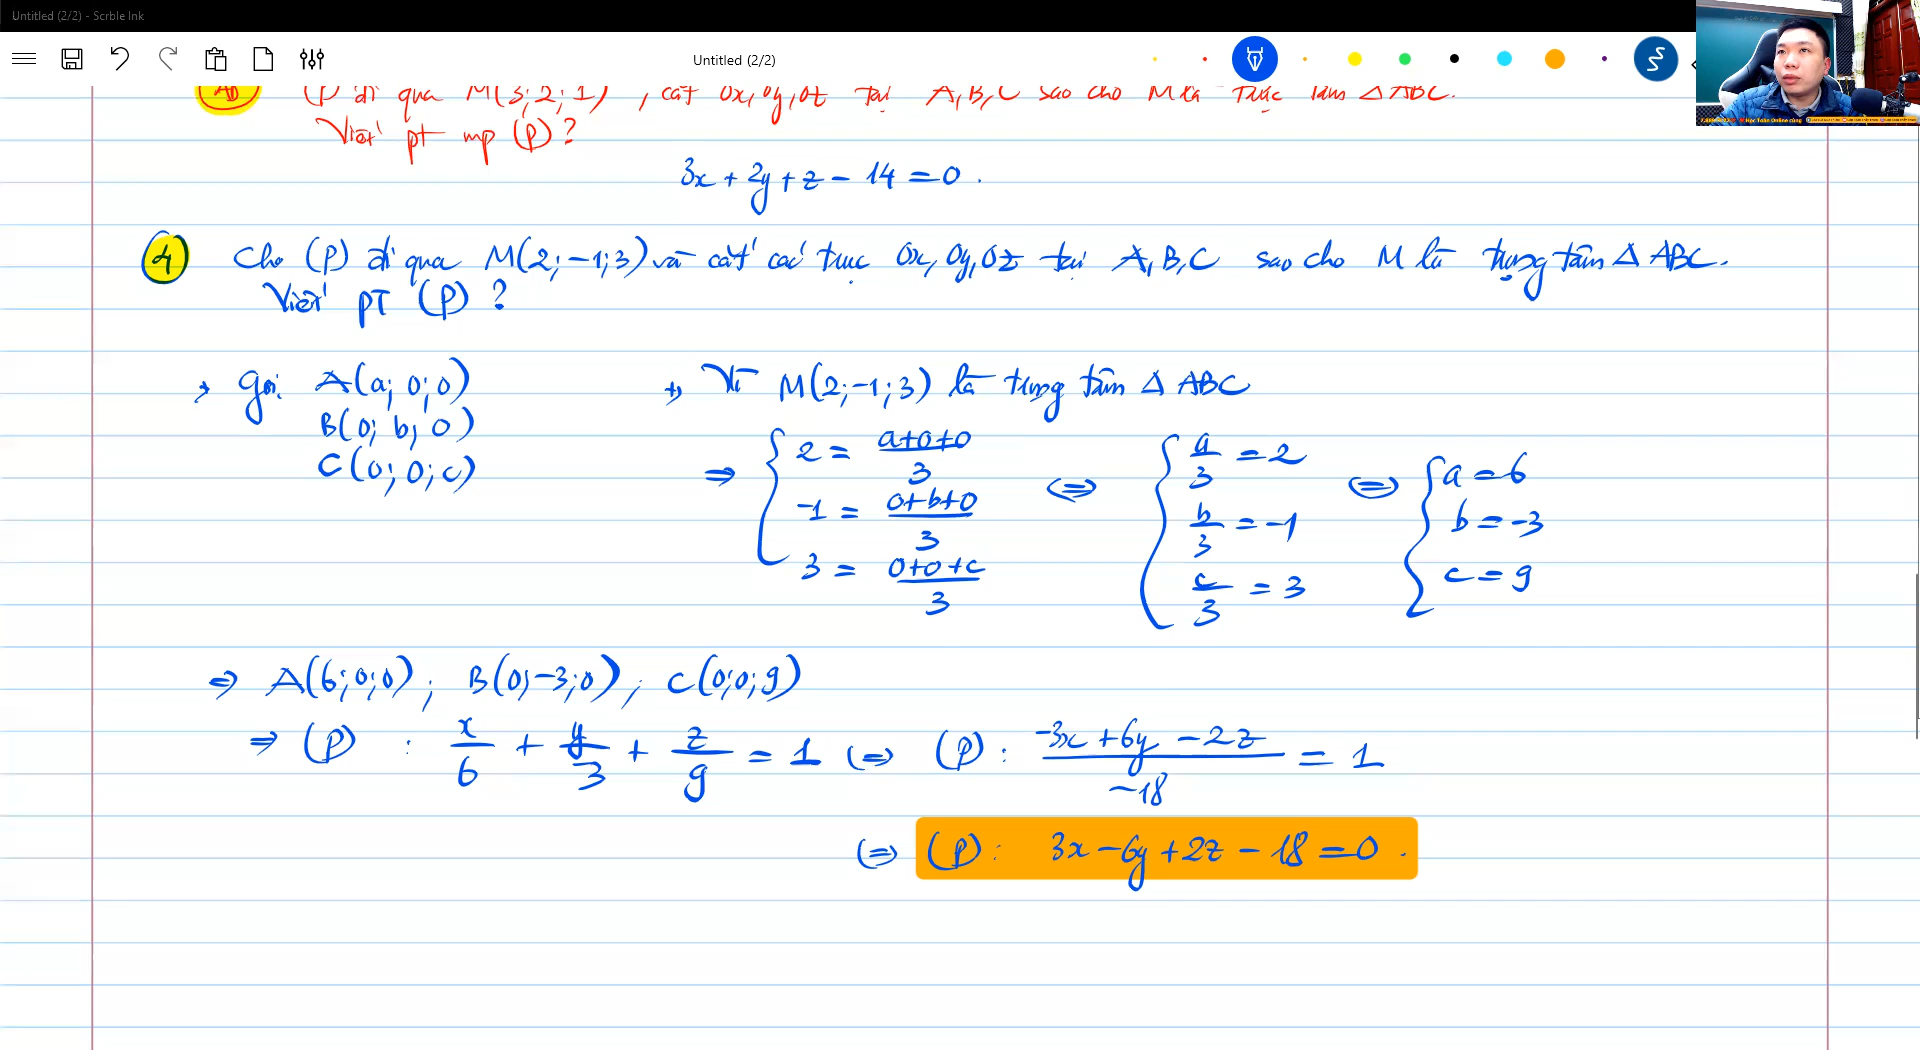 Untitled (2/2) - Scrble Ink
Untitled (2/2)
AD (P) đi qua M(3; 2; 1), cắt Ox, Oy, Oz tại A, B, C sao cho M là trực tâm Δ ABC.
Viết pt mp (P)?
3x + 2y + z - 14 = 0.
4 Cho (P) đi qua M(2; -1; 3) và cắt các trục Ox, Oy, Oz tại A, B, C sao cho M là trọng tâm Δ ABC.
Viết PT (P)?
+ Gọi A(a; 0; 0)
B(0; b; 0)
C(0; 0; c)
+, Vì M(2; -1; 3) là trọng tâm Δ ABC
=> { 2 = (a+0+0)/3 <=> { a/3 = 2 <=> { a = 6
-1 = (0+b+0)/3 b/3 = -1 b = -3
3 = (0+0+c)/3 c/3 = 3 c = 9
=> A(6; 0; 0); B(0; -3; 0); C(0; 0; 9)
=> (P) : x/6 + y/3 + z/9 = 1 <=> (P) : (-3x + 6y - 2z)/-18 = 1
<=> (P) : 3x - 6y + 2z - 18 = 0.